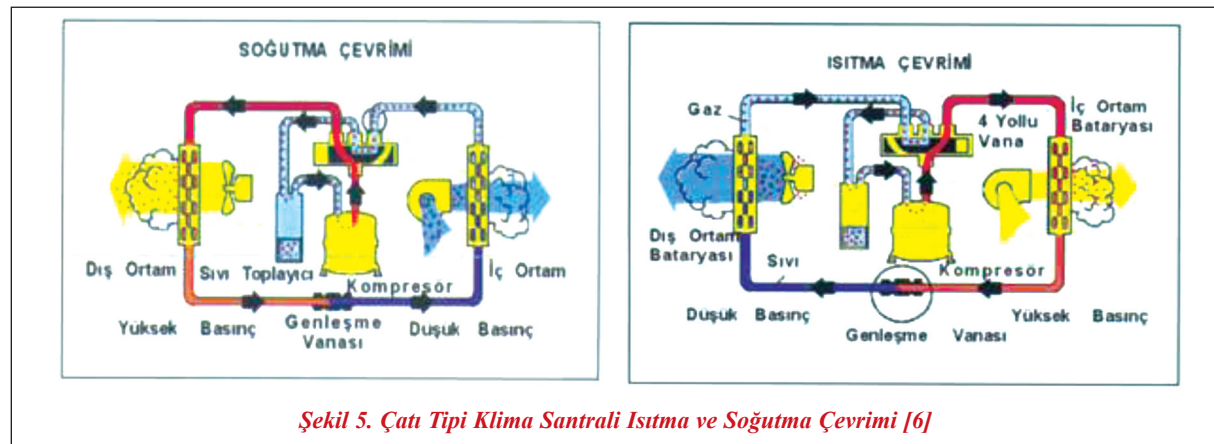 SOĞUTMA ÇEVRİMİ
Dış Ortam
Sıvı Toplayıcı
Kompresör
İç Ortam
Yüksek Basınç
Genleşme
Vanası
Düşük Basınç
ISITMA ÇEVRİMİ
Gaz
4 Yollu
Vana
İç Ortam
Bataryası
Dış Ortam
Bataryası
Sıvı
Kompresör
Düşük Basınç
Genleşme Vanası
Yüksek Basınç
Şekil 5. Çatı Tipi Klima Santrali Isıtma ve Soğutma Çevrimi [6]